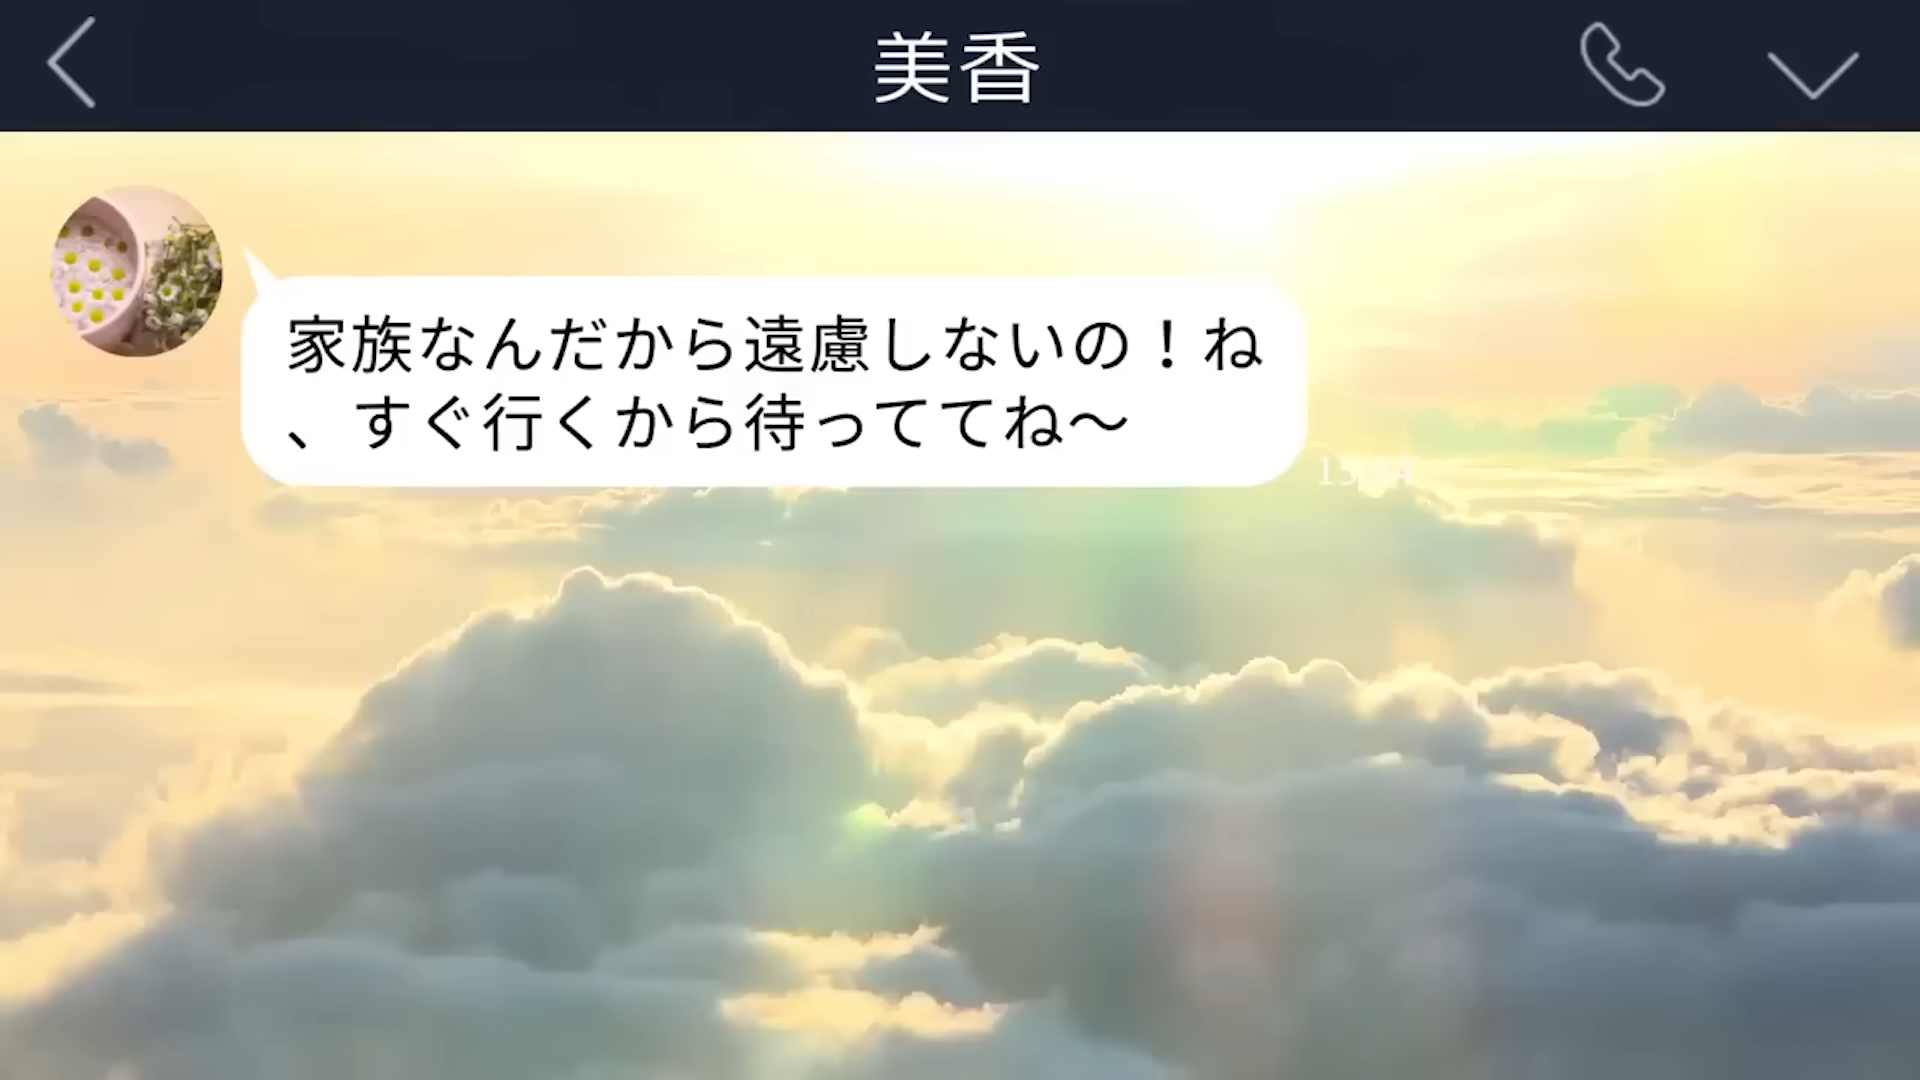 美香
家族なんだから遠慮しないの！ね
、すぐ行くから待っててね〜